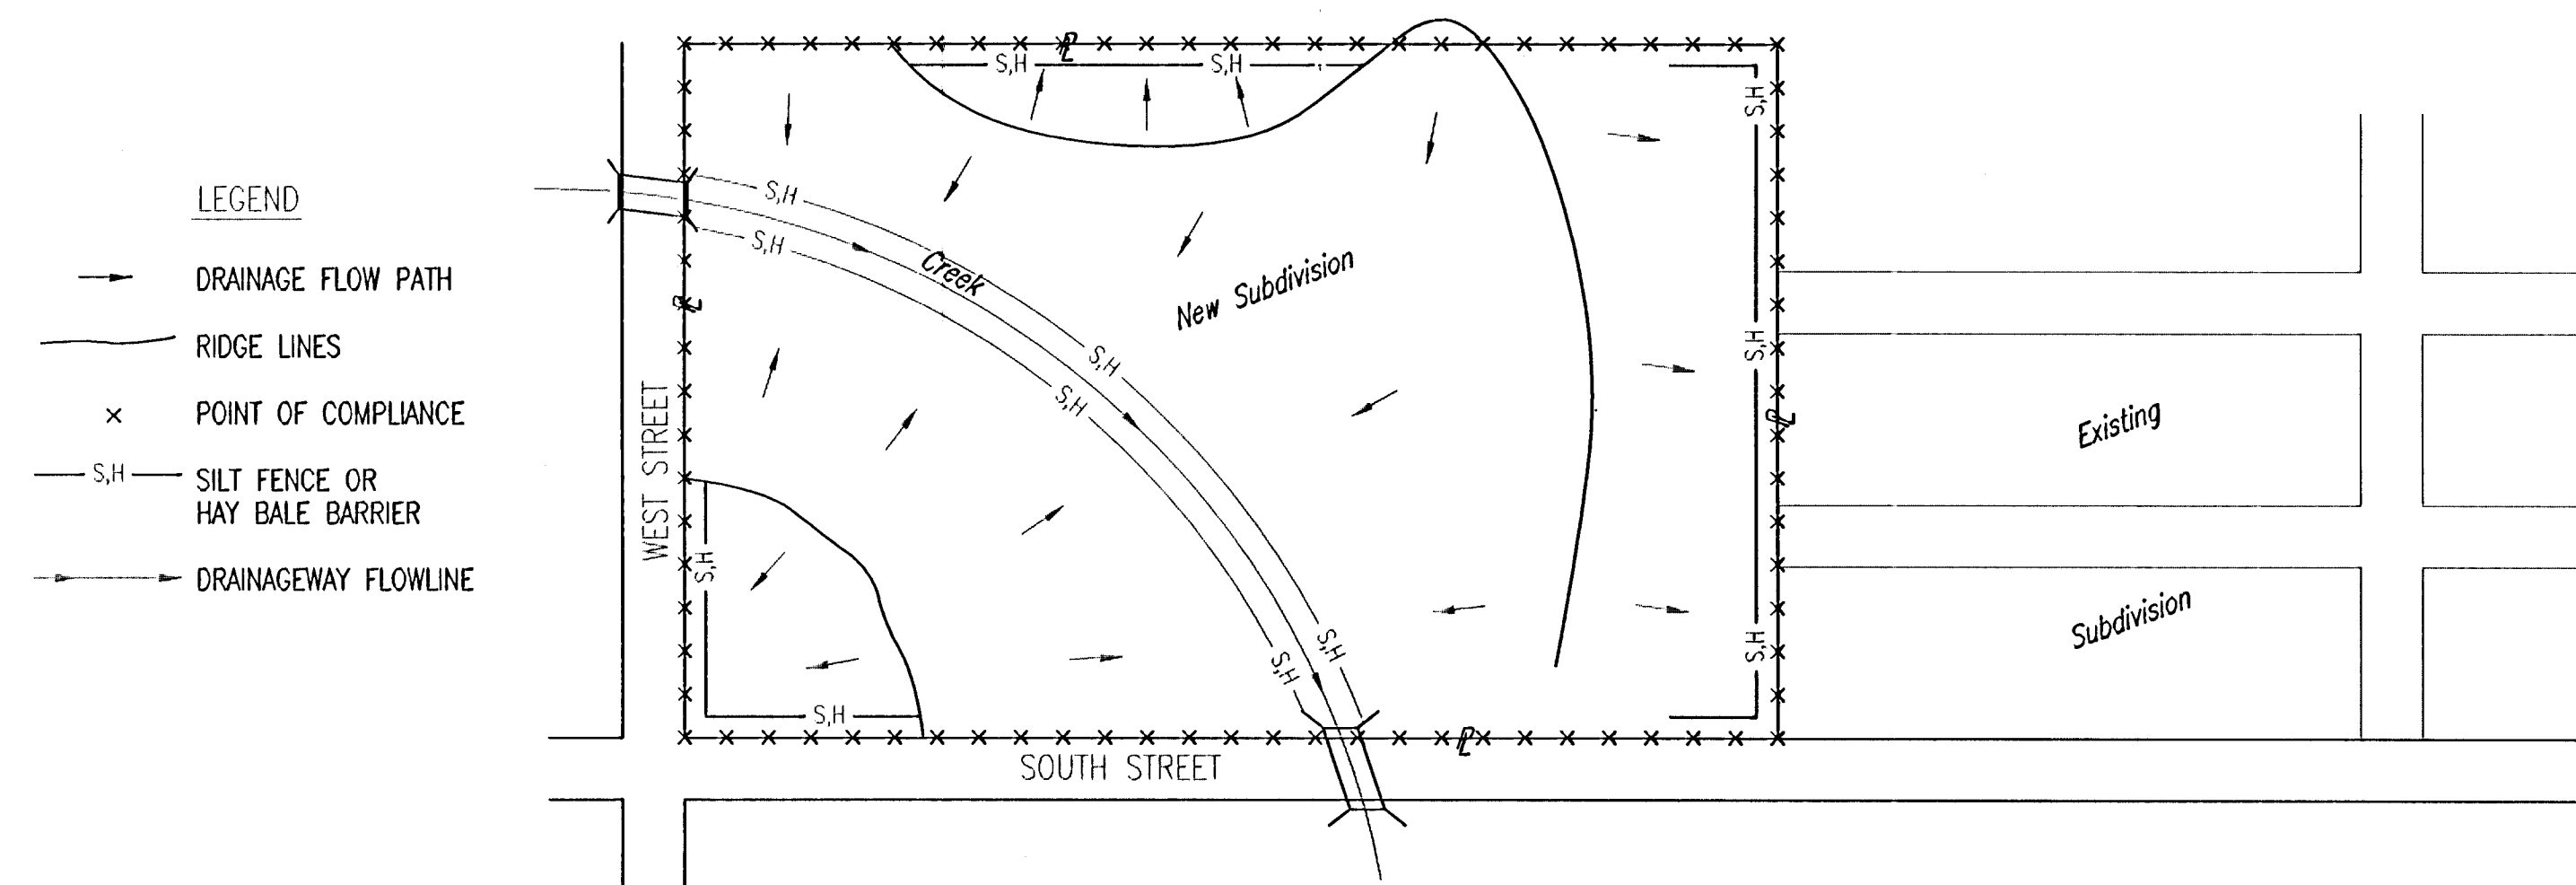 LEGEND
DRAINAGE FLOW PATH
RIDGE LINES
POINT OF COMPLIANCE
S,H
SILT FENCE OR
HAY BALE BARRIER
DRAINAGEWAY FLOWLINE
℄
S,H
S,H
S,H
S,H
S,H
Creek
New Subdivision
℄
S,H
S,H
S,H
WEST STREET
℄
Existing
S,H
Subdivision
S,H
S,H
S,H
S,H
℄
SOUTH STREET